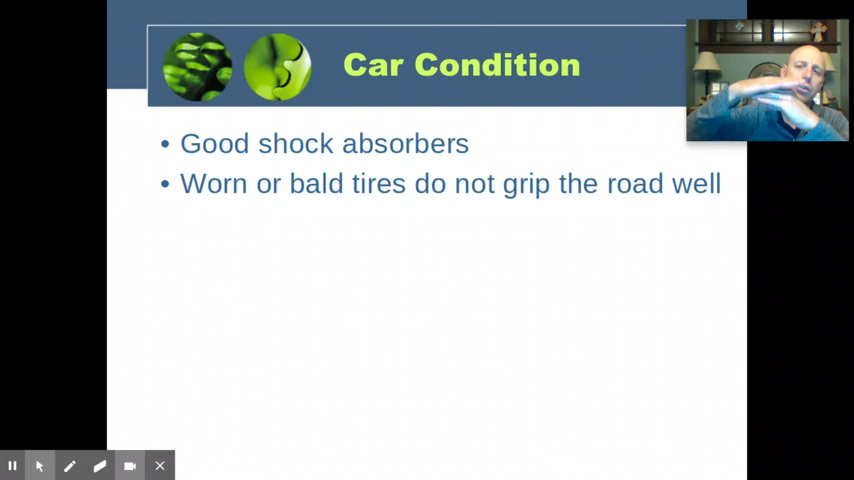 Car Condition
• Good shock absorbers
• Worn or bald tires do not grip the road well